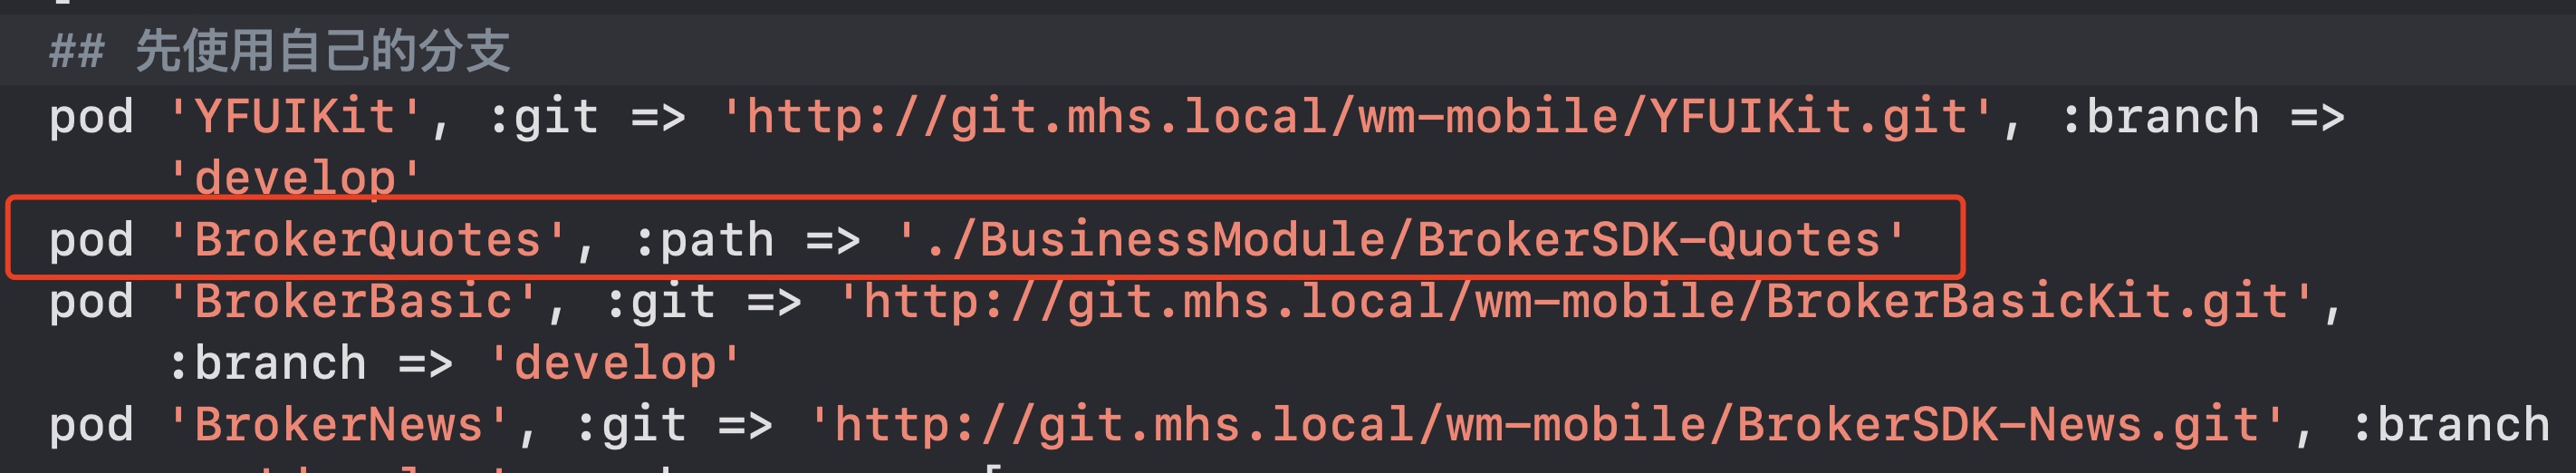 ## 先使用自己的分支
pod 'YFUIKit', :git => 'http://git.mhs.local/wm-mobile/YFUIKit.git', :branch =>
'develop'
pod 'BrokerQuotes', :path => './BusinessModule/BrokerSDK-Quotes'
pod 'BrokerBasic', :git => 'http://git.mhs.local/wm-mobile/BrokerBasicKit.git',
:branch => 'develop'
pod 'BrokerNews', :git => 'http://git.mhs.local/wm-mobile/BrokerSDK-News.git', :branch